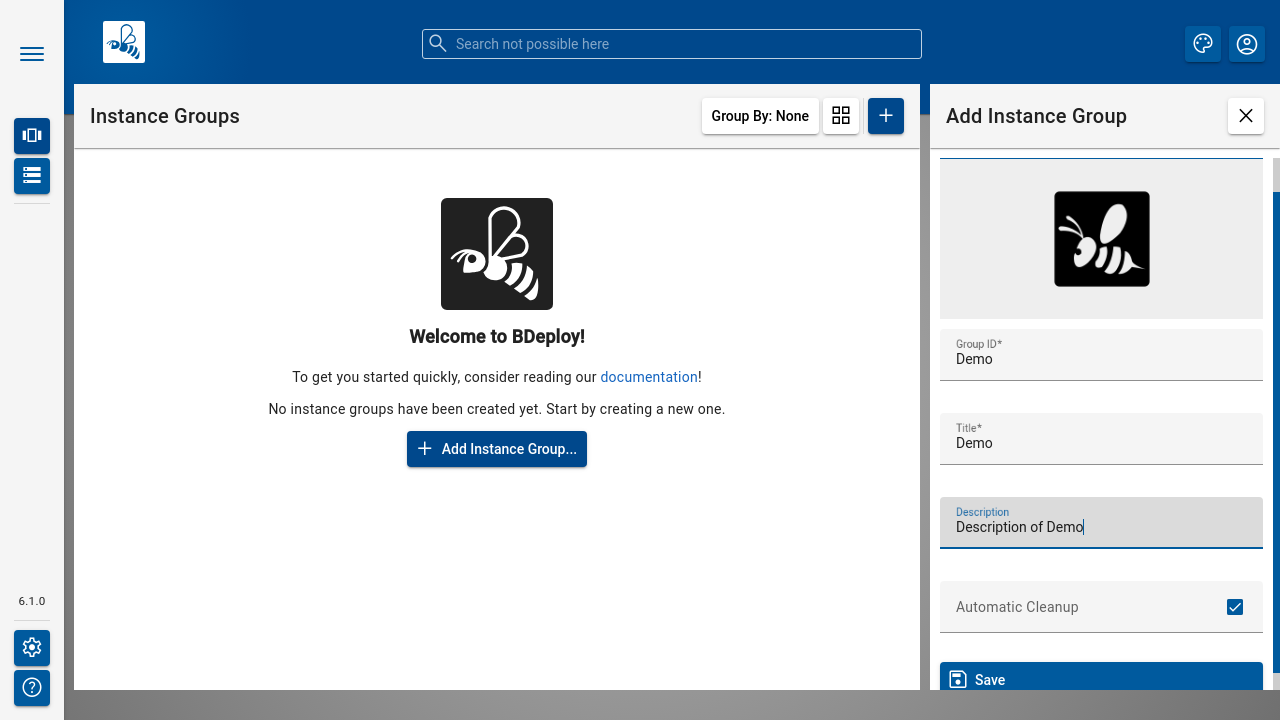 Search not possible here
Instance Groups
Group By: None
Add Instance Group
Welcome to BDeploy!
To get you started quickly, consider reading our documentation!
No instance groups have been created yet. Start by creating a new one.
Add Instance Group...
Group ID*
Demo
Title*
Demo
Description
Description of Demo
Automatic Cleanup
Save
6.1.0